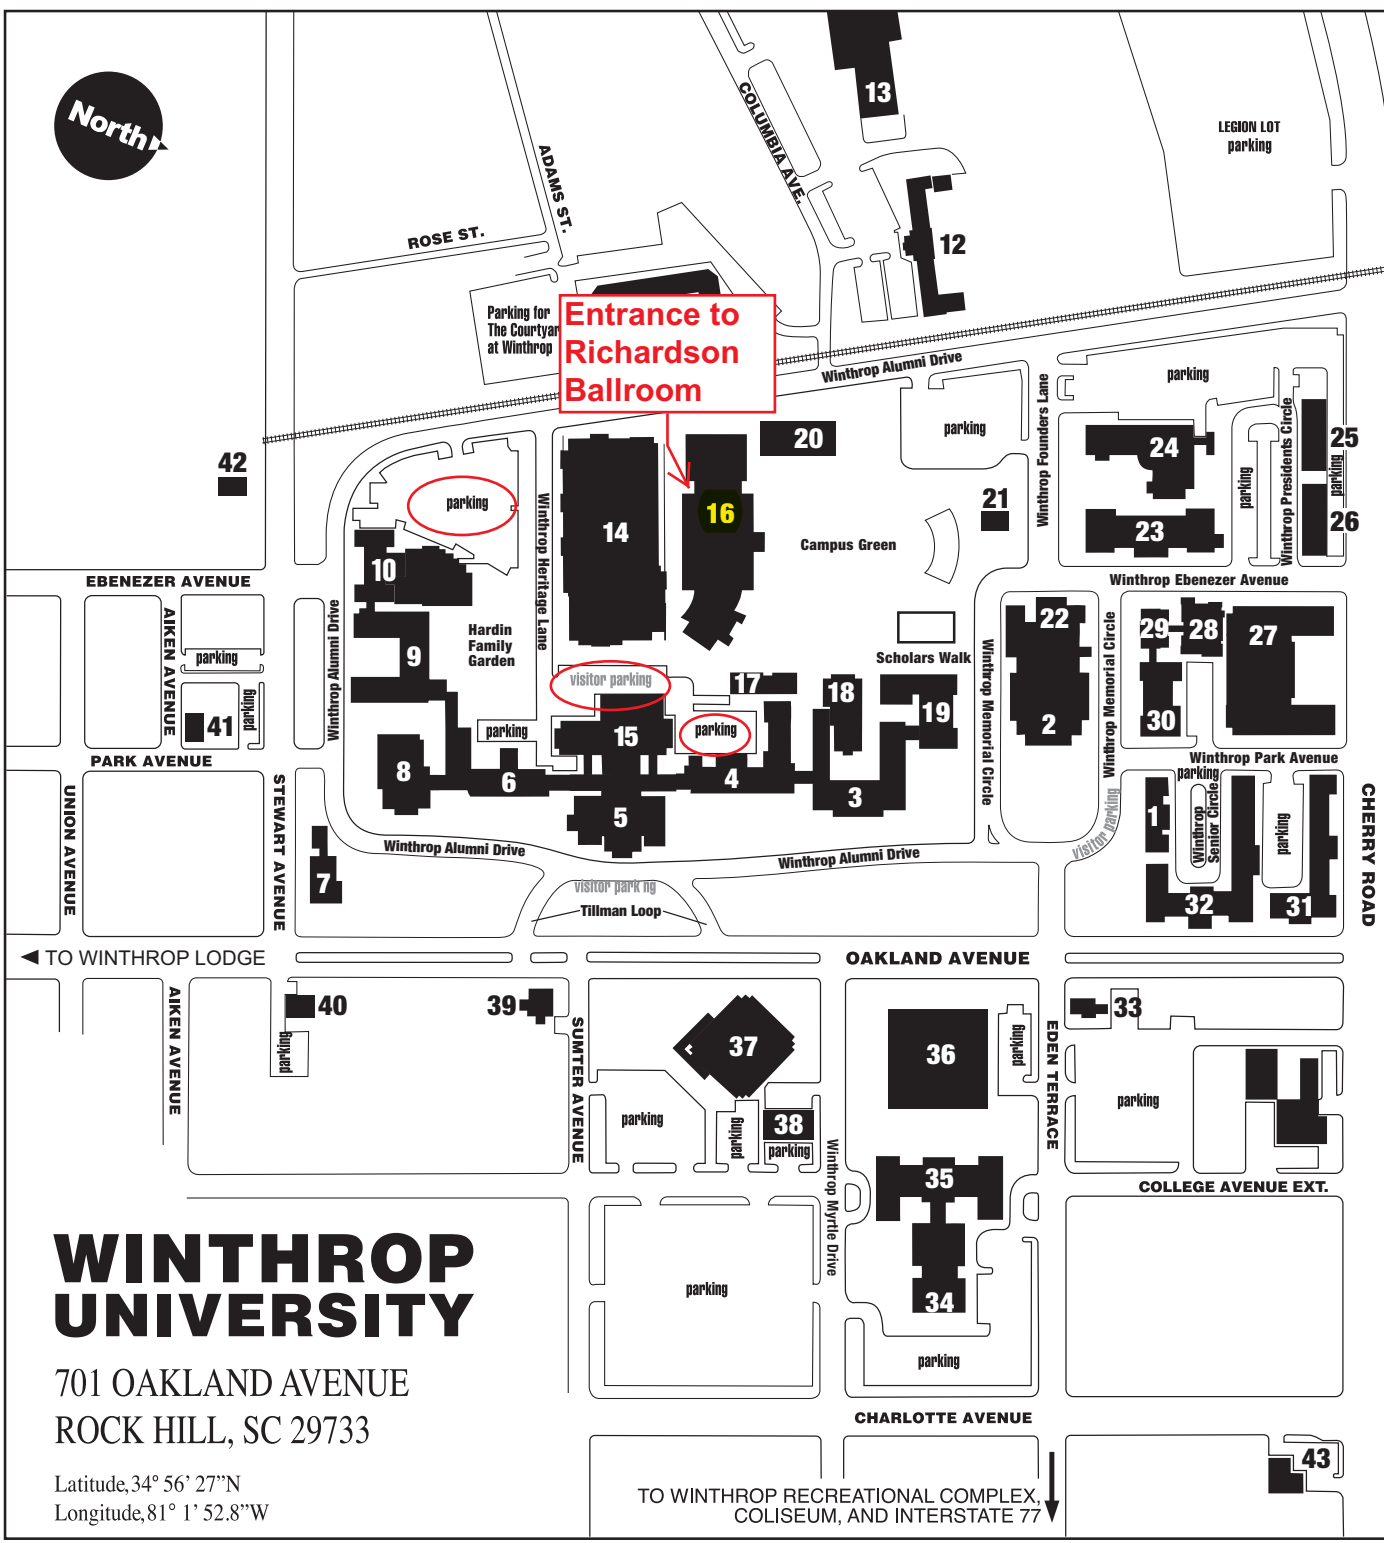 North
13
COLUMBIA AVE.
LEGION LOT
parking
ADAMS ST.
ROSE ST.
12
Parking for
The Courtyar
at Winthrop
Entrance to
Richardson
Ballroom
Winthrop Alumni Drive
parking
Winthrop Founders Lane
parking
20
24
Winthrop Presidents Circle
25
parking
parking
26
42
parking
Winthrop Heritage Lane
14
16
21
Campus Green
23
10
EBENEZER AVENUE
Winthrop Ebenezer Avenue
AIKEN AVENUE
Winthrop Alumni Drive
Hardin
Family
Garden
9
parking
Scholars Walk
22
29
28
27
Winthrop Memorial Circle
Winthrop Memorial Circle
visitor parking
17
18
19
parking
41
parking
15
parking
2
30
PARK AVENUE
Winthrop Park Avenue
8
6
4
3
parking
UNION AVENUE
STEWART AVENUE
5
1
Winthrop
Senior Circle
parking
CHERRY ROAD
visitor parking
Winthrop Alumni Drive
Winthrop Alumni Drive
7
visitor park ng
Tillman Loop
32
31
TO WINTHROP LODGE
OAKLAND AVENUE
AIKEN AVENUE
40
39
33
parking
SUMTER AVENUE
37
36
parking
EDEN TERRACE
parking
parking
parking
38
parking
Winthrop Myrtle Drive
35
COLLEGE AVENUE EXT.
WINTHROP
UNIVERSITY
parking
34
701 OAKLAND AVENUE
ROCK HILL, SC 29733
parking
CHARLOTTE AVENUE
Latitude,34° 56’ 27”N
Longitude,81° 1’ 52.8”W
43
TO WINTHROP RECREATIONAL COMPLEX,
COLISEUM, AND INTERSTATE 77